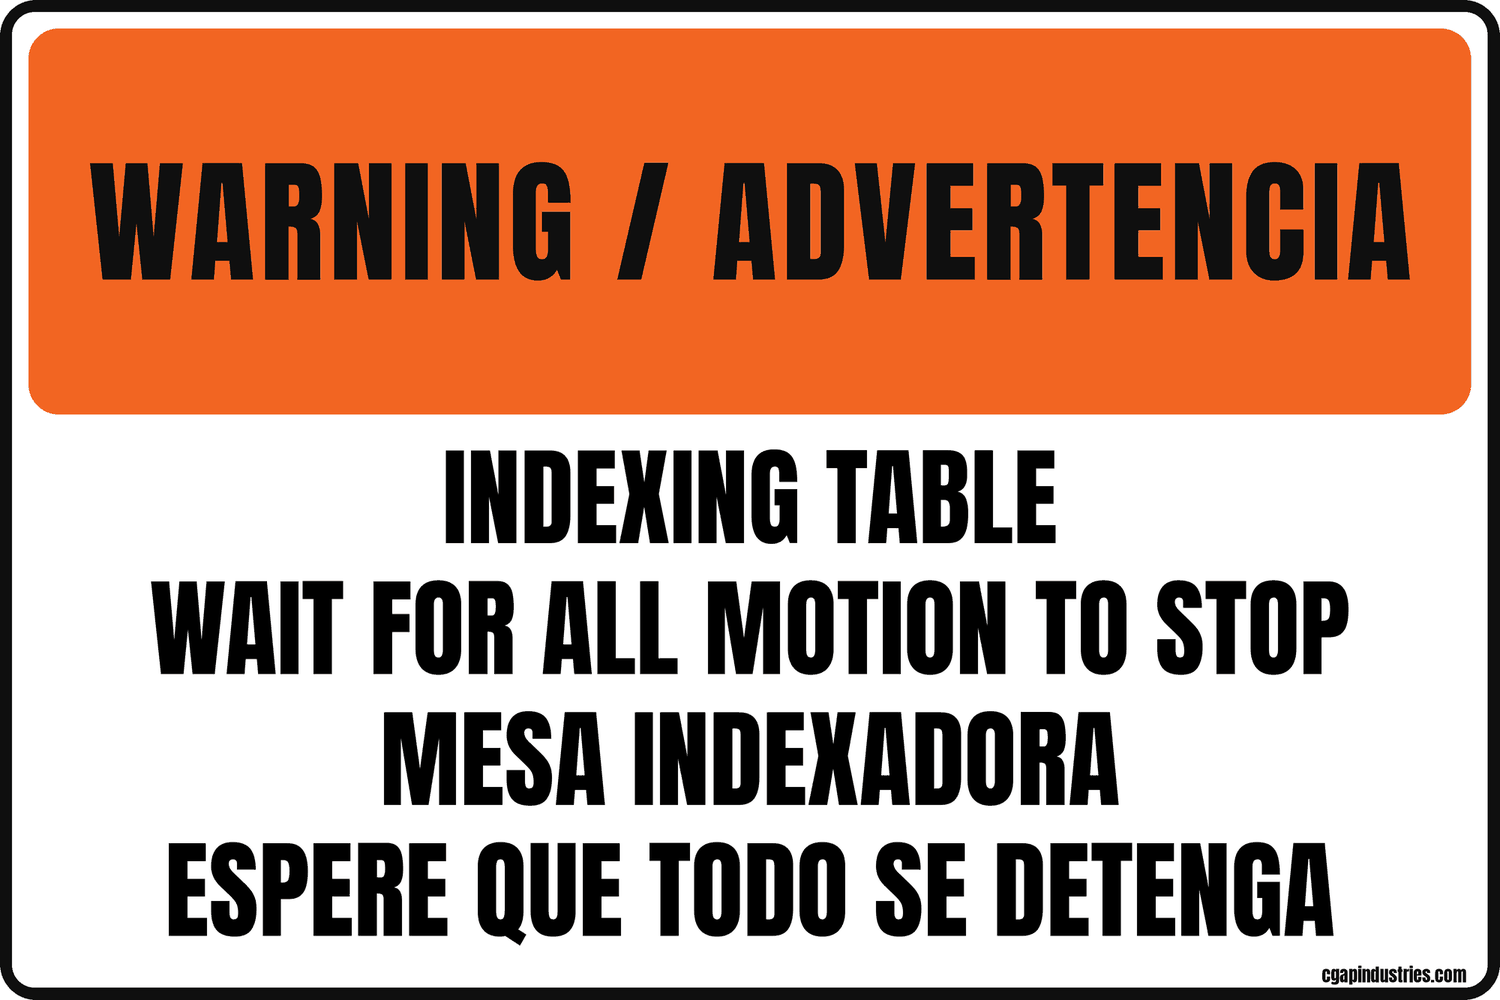 WARNING / ADVERTENCIA
INDEXING TABLE
WAIT FOR ALL MOTION TO STOP
MESA INDEXADORA
ESPERE QUE TODO SE DETENGA
cgapindustries.com